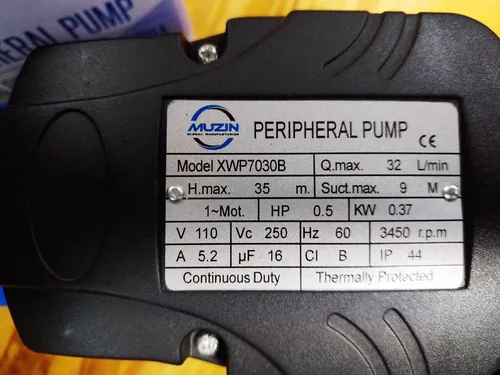 ERAL PUMP
MUZIN
GLOBAL MANUFACTURING
PERIPHERAL PUMP CE
Model XWP7030B Q.max. 32 L/min
H.max. 35 m. Suct.max. 9 M
1~Mot. HP 0.5 KW 0.37
V 110 Vc 250 Hz 60 3450 r.p.m
A 5.2 µF 16 Cl B IP 44
Continuous Duty Thermally Protected